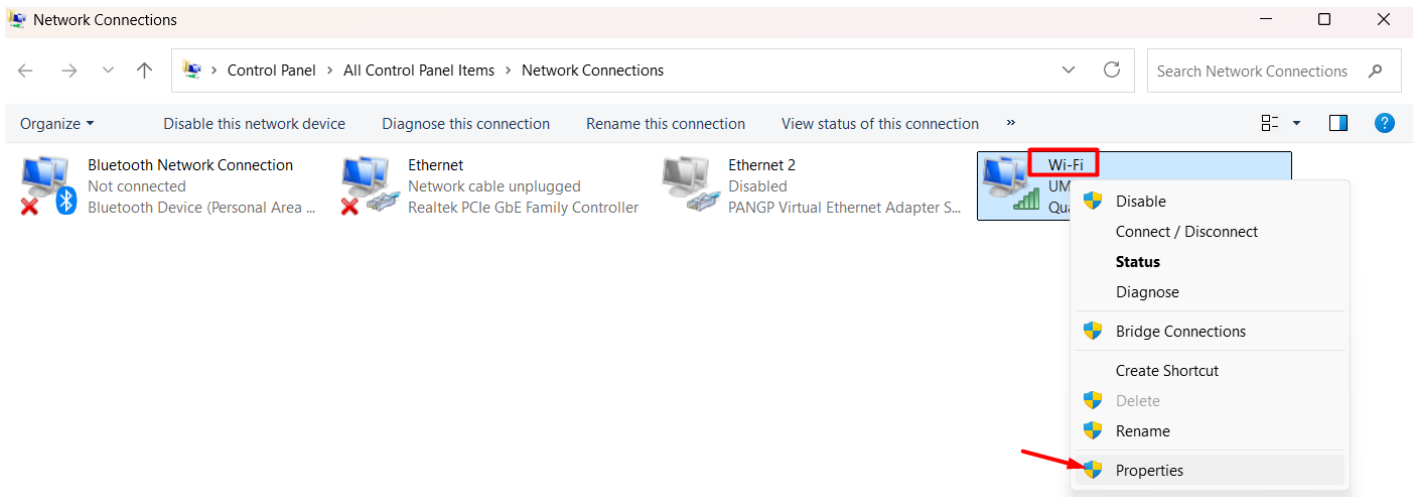 Network Connections
Control Panel > All Control Panel Items > Network Connections
Search Network Connections
Organize Disable this network device Diagnose this connection Rename this connection View status of this connection »
Bluetooth Network Connection
Not connected
Bluetooth Device (Personal Area ...
Ethernet
Network cable unplugged
Realtek PCIe GbE Family Controller
Ethernet 2
Disabled
PANGP Virtual Ethernet Adapter S...
Wi-Fi
Disable
Connect / Disconnect
Status
Diagnose
Bridge Connections
Create Shortcut
Delete
Rename
Properties